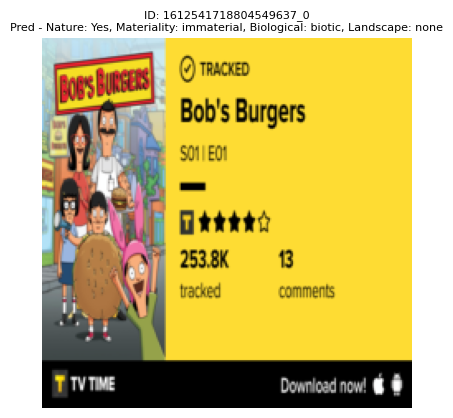 ID: 1612541718804549637_0
Pred - Nature: Yes, Materiality: immaterial, Biological: biotic, Landscape: none
BOB'S BURGERS
TRACKED
Bob's Burgers
S01 | E01
253.8K
13
tracked
comments
TV TIME
Download now!